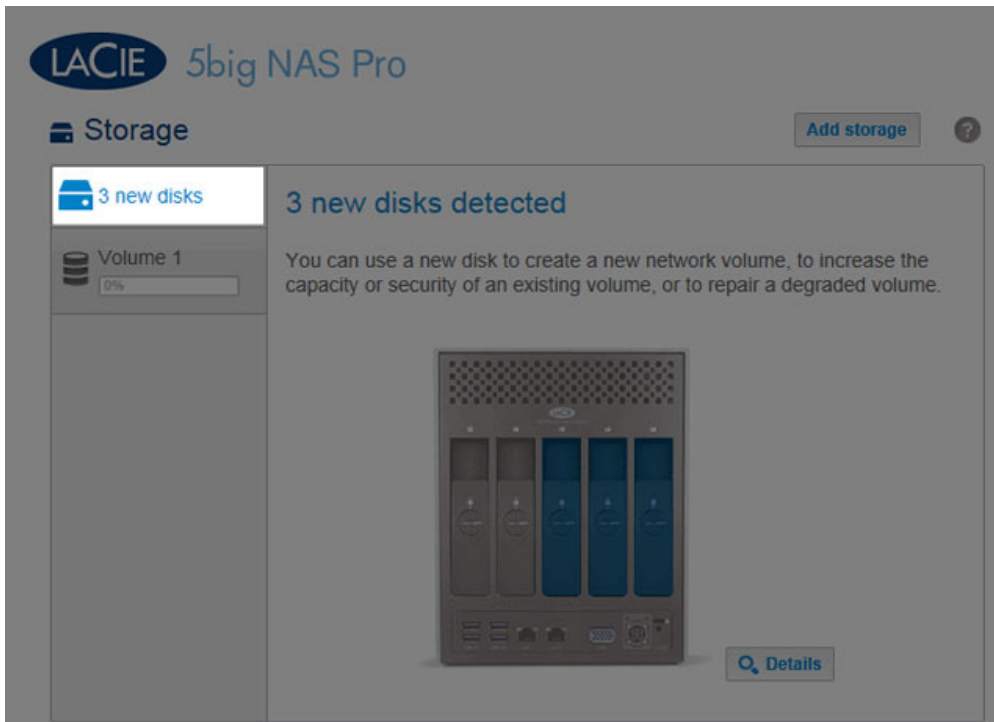 LACIE 5big NAS Pro
Storage
Add storage
?
3 new disks
3 new disks detected
Volume 1
0%
You can use a new disk to create a new network volume, to increase the
capacity or security of an existing volume, or to repair a degraded volume.
Details